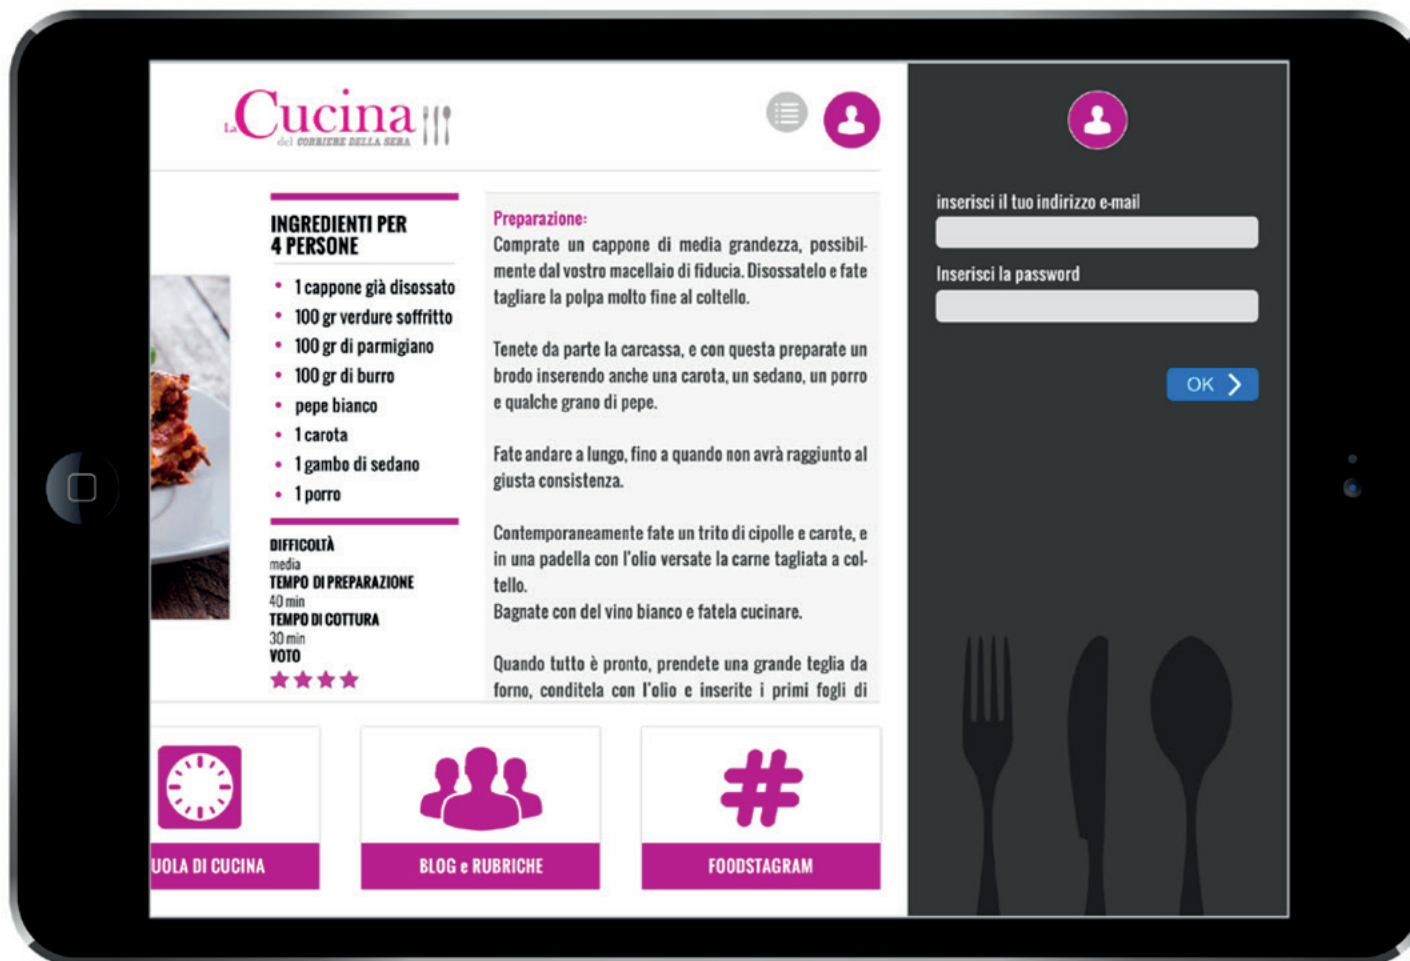 La Cucina
del CORRIERE DELLA SERA
INGREDIENTI PER
4 PERSONE
• 1 cappone già disossato
• 100 gr verdure soffritto
• 100 gr di parmigiano
• 100 gr di burro
• pepe bianco
• 1 carota
• 1 gambo di sedano
• 1 porro
DIFFICOLTÀ
media
TEMPO DI PREPARAZIONE
40 min
TEMPO DI COTTURA
30 min
VOTO
Preparazione:
Comprate un cappone di media grandezza, possibil-
mente dal vostro macellaio di fiducia. Disossatelo e fate
tagliare la polpa molto fine al coltello.
Tenete da parte la carcassa, e con questa preparate un
brodo inserendo anche una carota, un sedano, un porro
e qualche grano di pepe.
Fate andare a lungo, fino a quando non avrà raggiunto al
giusta consistenza.
Contemporaneamente fate un trito di cipolle e carote, e
in una padella con l'olio versate la carne tagliata a col-
tello.
Bagnate con del vino bianco e fatela cucinare.
Quando tutto è pronto, prendete una grande teglia da
forno, conditela con l'olio e inserite i primi fogli di
UOLA DI CUCINA
BLOG e RUBRICHE
#
FOODSTAGRAM
inserisci il tuo indirizzo e-mail
Inserisci la password
OK